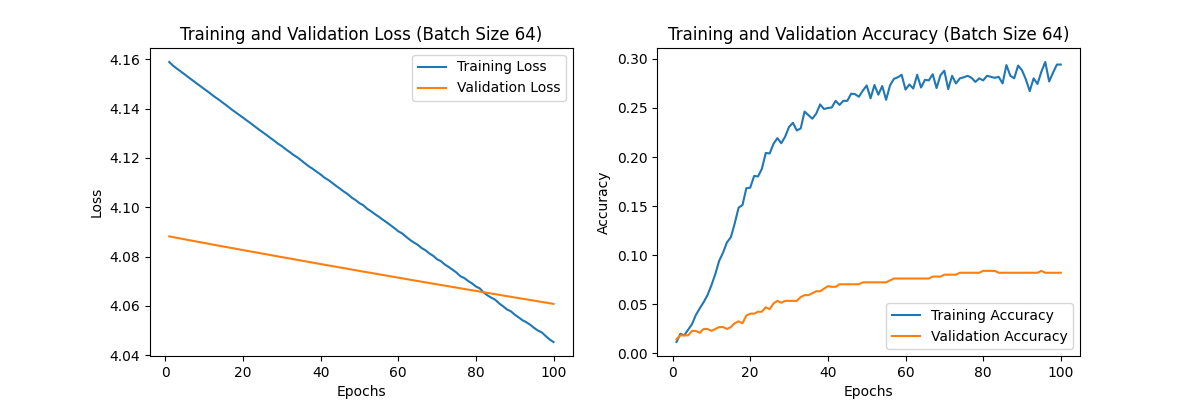 Training and Validation Loss (Batch Size 64)
4.16
4.14
4.12
4.10
4.08
4.06
4.04
Loss
0
20
40
60
80
100
Epochs
Training Loss
Validation Loss
Training and Validation Accuracy (Batch Size 64)
0.30
0.25
0.20
0.15
0.10
0.05
0.00
Accuracy
0
20
40
60
80
100
Epochs
Training Accuracy
Validation Accuracy